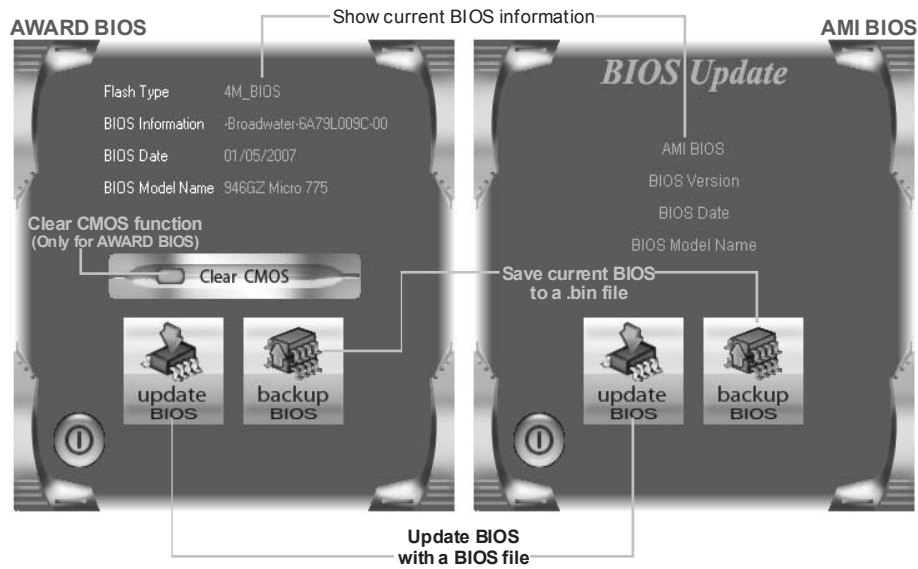 Show current BIOS information
AWARD BIOS
AMI BIOS
BIOS Update
Flash Type 4M_BIOS
BIOS Information -Broadwater-6A79L009C-00
BIOS Date 01/05/2007
BIOS Model Name 946GZ Micro 775
AMI BIOS
BIOS Version
BIOS Date
BIOS Model Name
Clear CMOS function
(Only for AWARD BIOS)
Clear CMOS
Save current BIOS
to a .bin file
update
BIOS
backup
BIOS
update
BIOS
backup
BIOS
Update BIOS
with a BIOS file